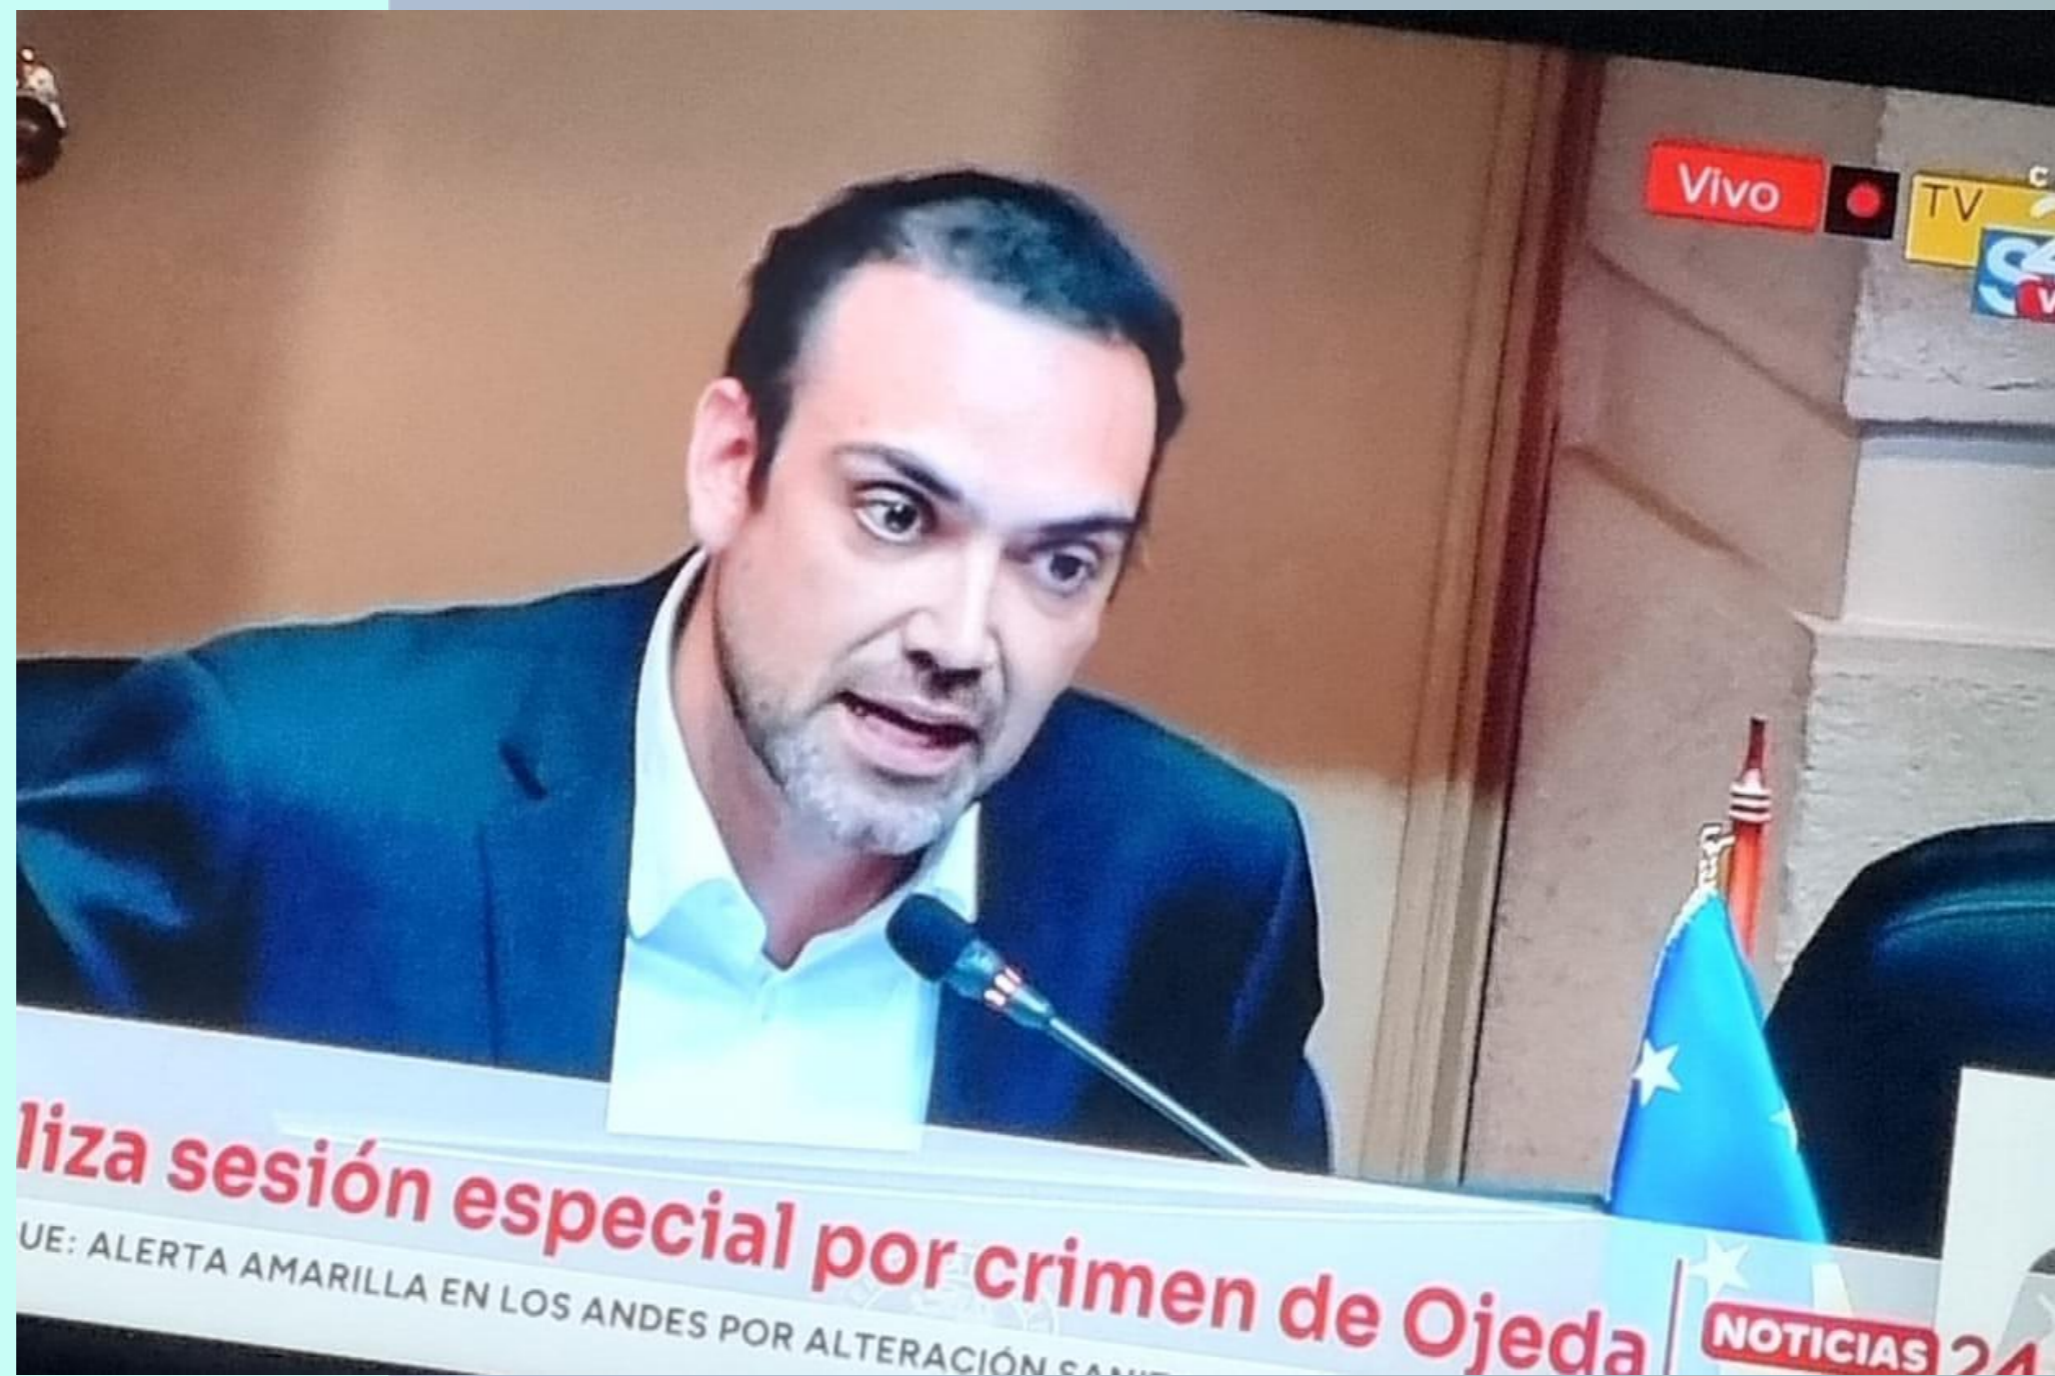 Vivo
TV
liza sesión especial por crimen de Ojeda
UE: ALERTA AMARILLA EN LOS ANDES POR ALTERACIÓN
NOTICIAS 24